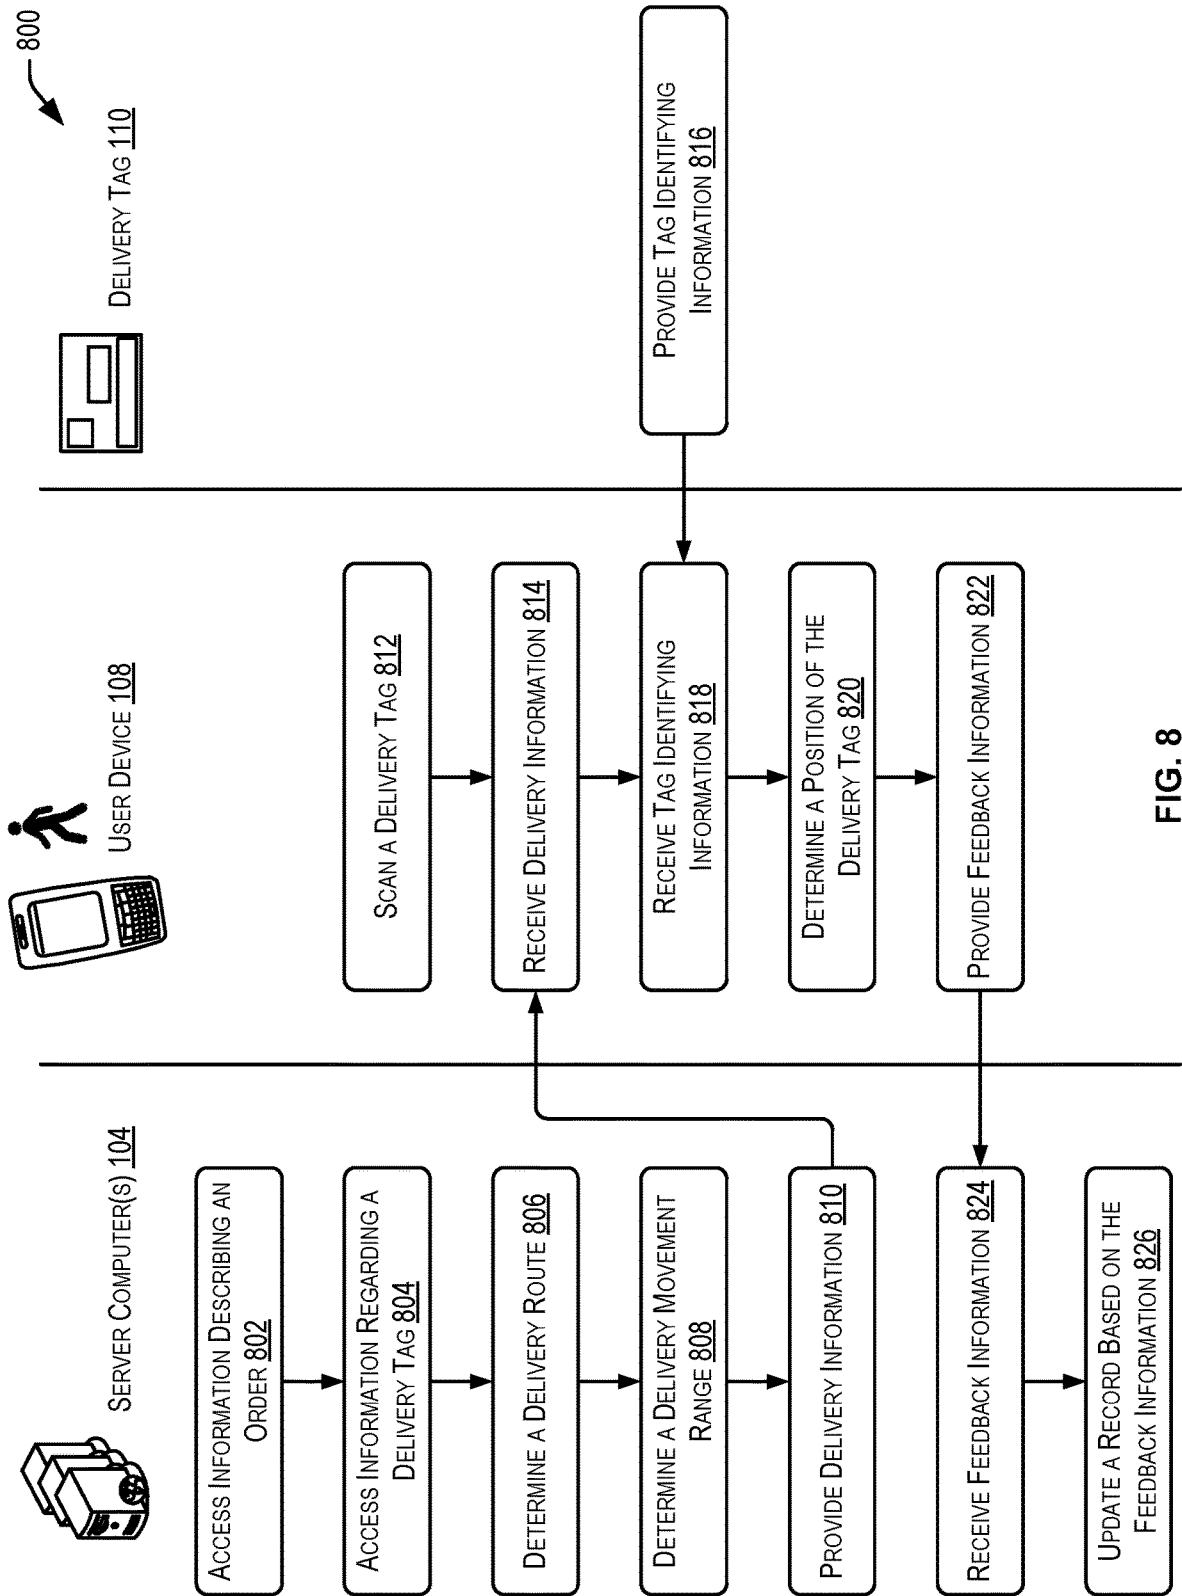 800
SERVER COMPUTER(S) 104
USER DEVICE 108
DELIVERY TAG 110
ACCESS INFORMATION DESCRIBING AN
ORDER 802
ACCESS INFORMATION REGARDING A
DELIVERY TAG 804
DETERMINE A DELIVERY ROUTE 806
DETERMINE A DELIVERY MOVEMENT
RANGE 808
PROVIDE DELIVERY INFORMATION 810
RECEIVE FEEDBACK INFORMATION 824
UPDATE A RECORD BASED ON THE
FEEDBACK INFORMATION 826
SCAN A DELIVERY TAG 812
RECEIVE DELIVERY INFORMATION 814
RECEIVE TAG IDENTIFYING
INFORMATION 818
DETERMINE A POSITION OF THE
DELIVERY TAG 820
PROVIDE FEEDBACK INFORMATION 822
PROVIDE TAG IDENTIFYING
INFORMATION 816
FIG. 8